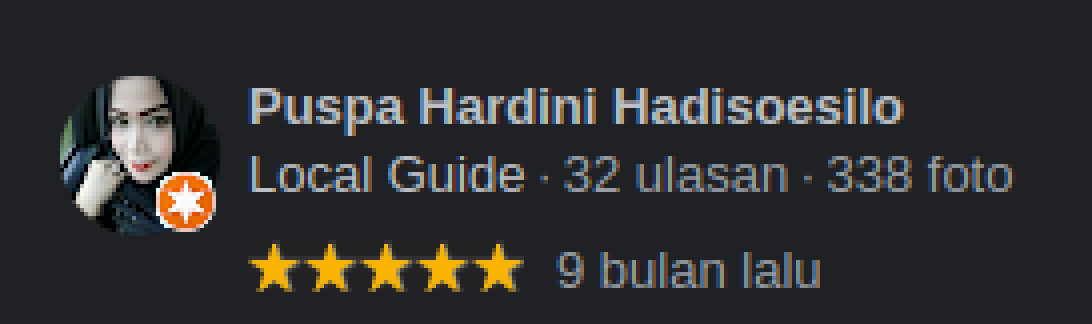 Puspa Hardini Hadisoesilo
Local Guide · 32 ulasan · 338 foto
9 bulan lalu